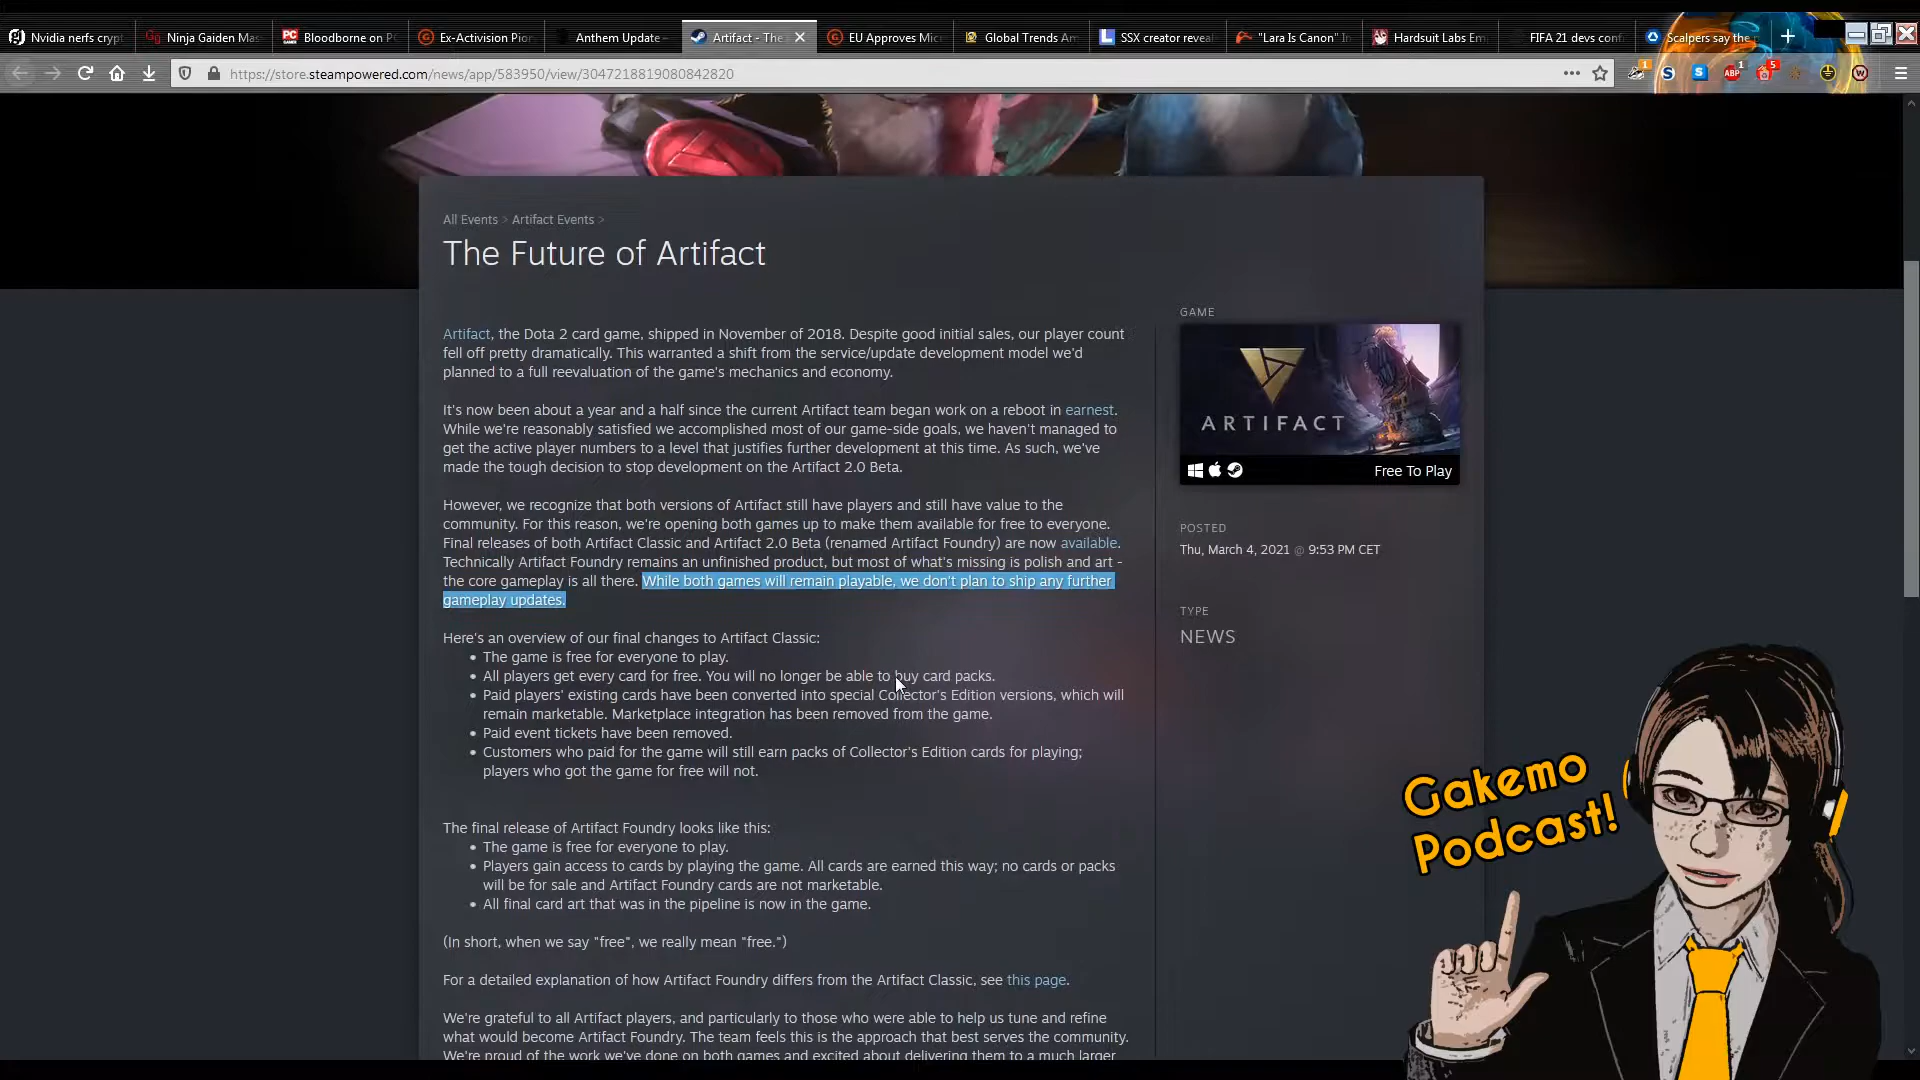 Nvidia nerfs crypt
Ninja Gaiden Mas
Bloodborne on PC
Ex-Activision Pion
Anthem Update -
Artifact - The
EU Approves Mic
Global Trends Am
SSX creator reveal
"Lara Is Canon" In
Hardsuit Labs Em
FIFA 21 devs conf
Scalpers say the
https://store.steampowered.com/news/app/583950/view/3047218819080842820
All Events > Artifact Events >
The Future of Artifact
Artifact, the Dota 2 card game, shipped in November of 2018. Despite good initial sales, our player count
fell off pretty dramatically. This warranted a shift from the service/update development model we'd
planned to a full reevaluation of the game's mechanics and economy.
It's now been about a year and a half since the current Artifact team began work on a reboot in earnest.
While we're reasonably satisfied we accomplished most of our game-side goals, we haven't managed to
get the active player numbers to a level that justifies further development at this time. As such, we've
made the tough decision to stop development on the Artifact 2.0 Beta.
However, we recognize that both versions of Artifact still have players and still have value to the
community. For this reason, we're opening both games up to make them available for free to everyone.
Final releases of both Artifact Classic and Artifact 2.0 Beta (renamed Artifact Foundry) are now available.
Technically Artifact Foundry remains an unfinished product, but most of what's missing is polish and art -
the core gameplay is all there. While both games will remain playable, we don't plan to ship any further
gameplay updates.
Here's an overview of our final changes to Artifact Classic:
• The game is free for everyone to play.
• All players get every card for free. You will no longer be able to buy card packs.
• Paid players' existing cards have been converted into special Collector's Edition versions, which will
remain marketable. Marketplace integration has been removed from the game.
• Paid event tickets have been removed.
• Customers who paid for the game will still earn packs of Collector's Edition cards for playing;
players who got the game for free will not.
The final release of Artifact Foundry looks like this:
• The game is free for everyone to play.
• Players gain access to cards by playing the game. All cards are earned this way; no cards or packs
will be for sale and Artifact Foundry cards are not marketable.
• All final card art that was in the pipeline is now in the game.
(In short, when we say "free", we really mean "free.")
For a detailed explanation of how Artifact Foundry differs from the Artifact Classic, see this page.
We're grateful to all Artifact players, and particularly to those who were able to help us tune and refine
what would become Artifact Foundry. The team feels this is the approach that best serves the community.
We're proud of the work we've done on both games and excited about delivering them to a much larger
GAME
ARTIFACT
Free To Play
POSTED
Thu, March 4, 2021 @ 9:53 PM CET
TYPE
NEWS
Gakemo
Podcast!